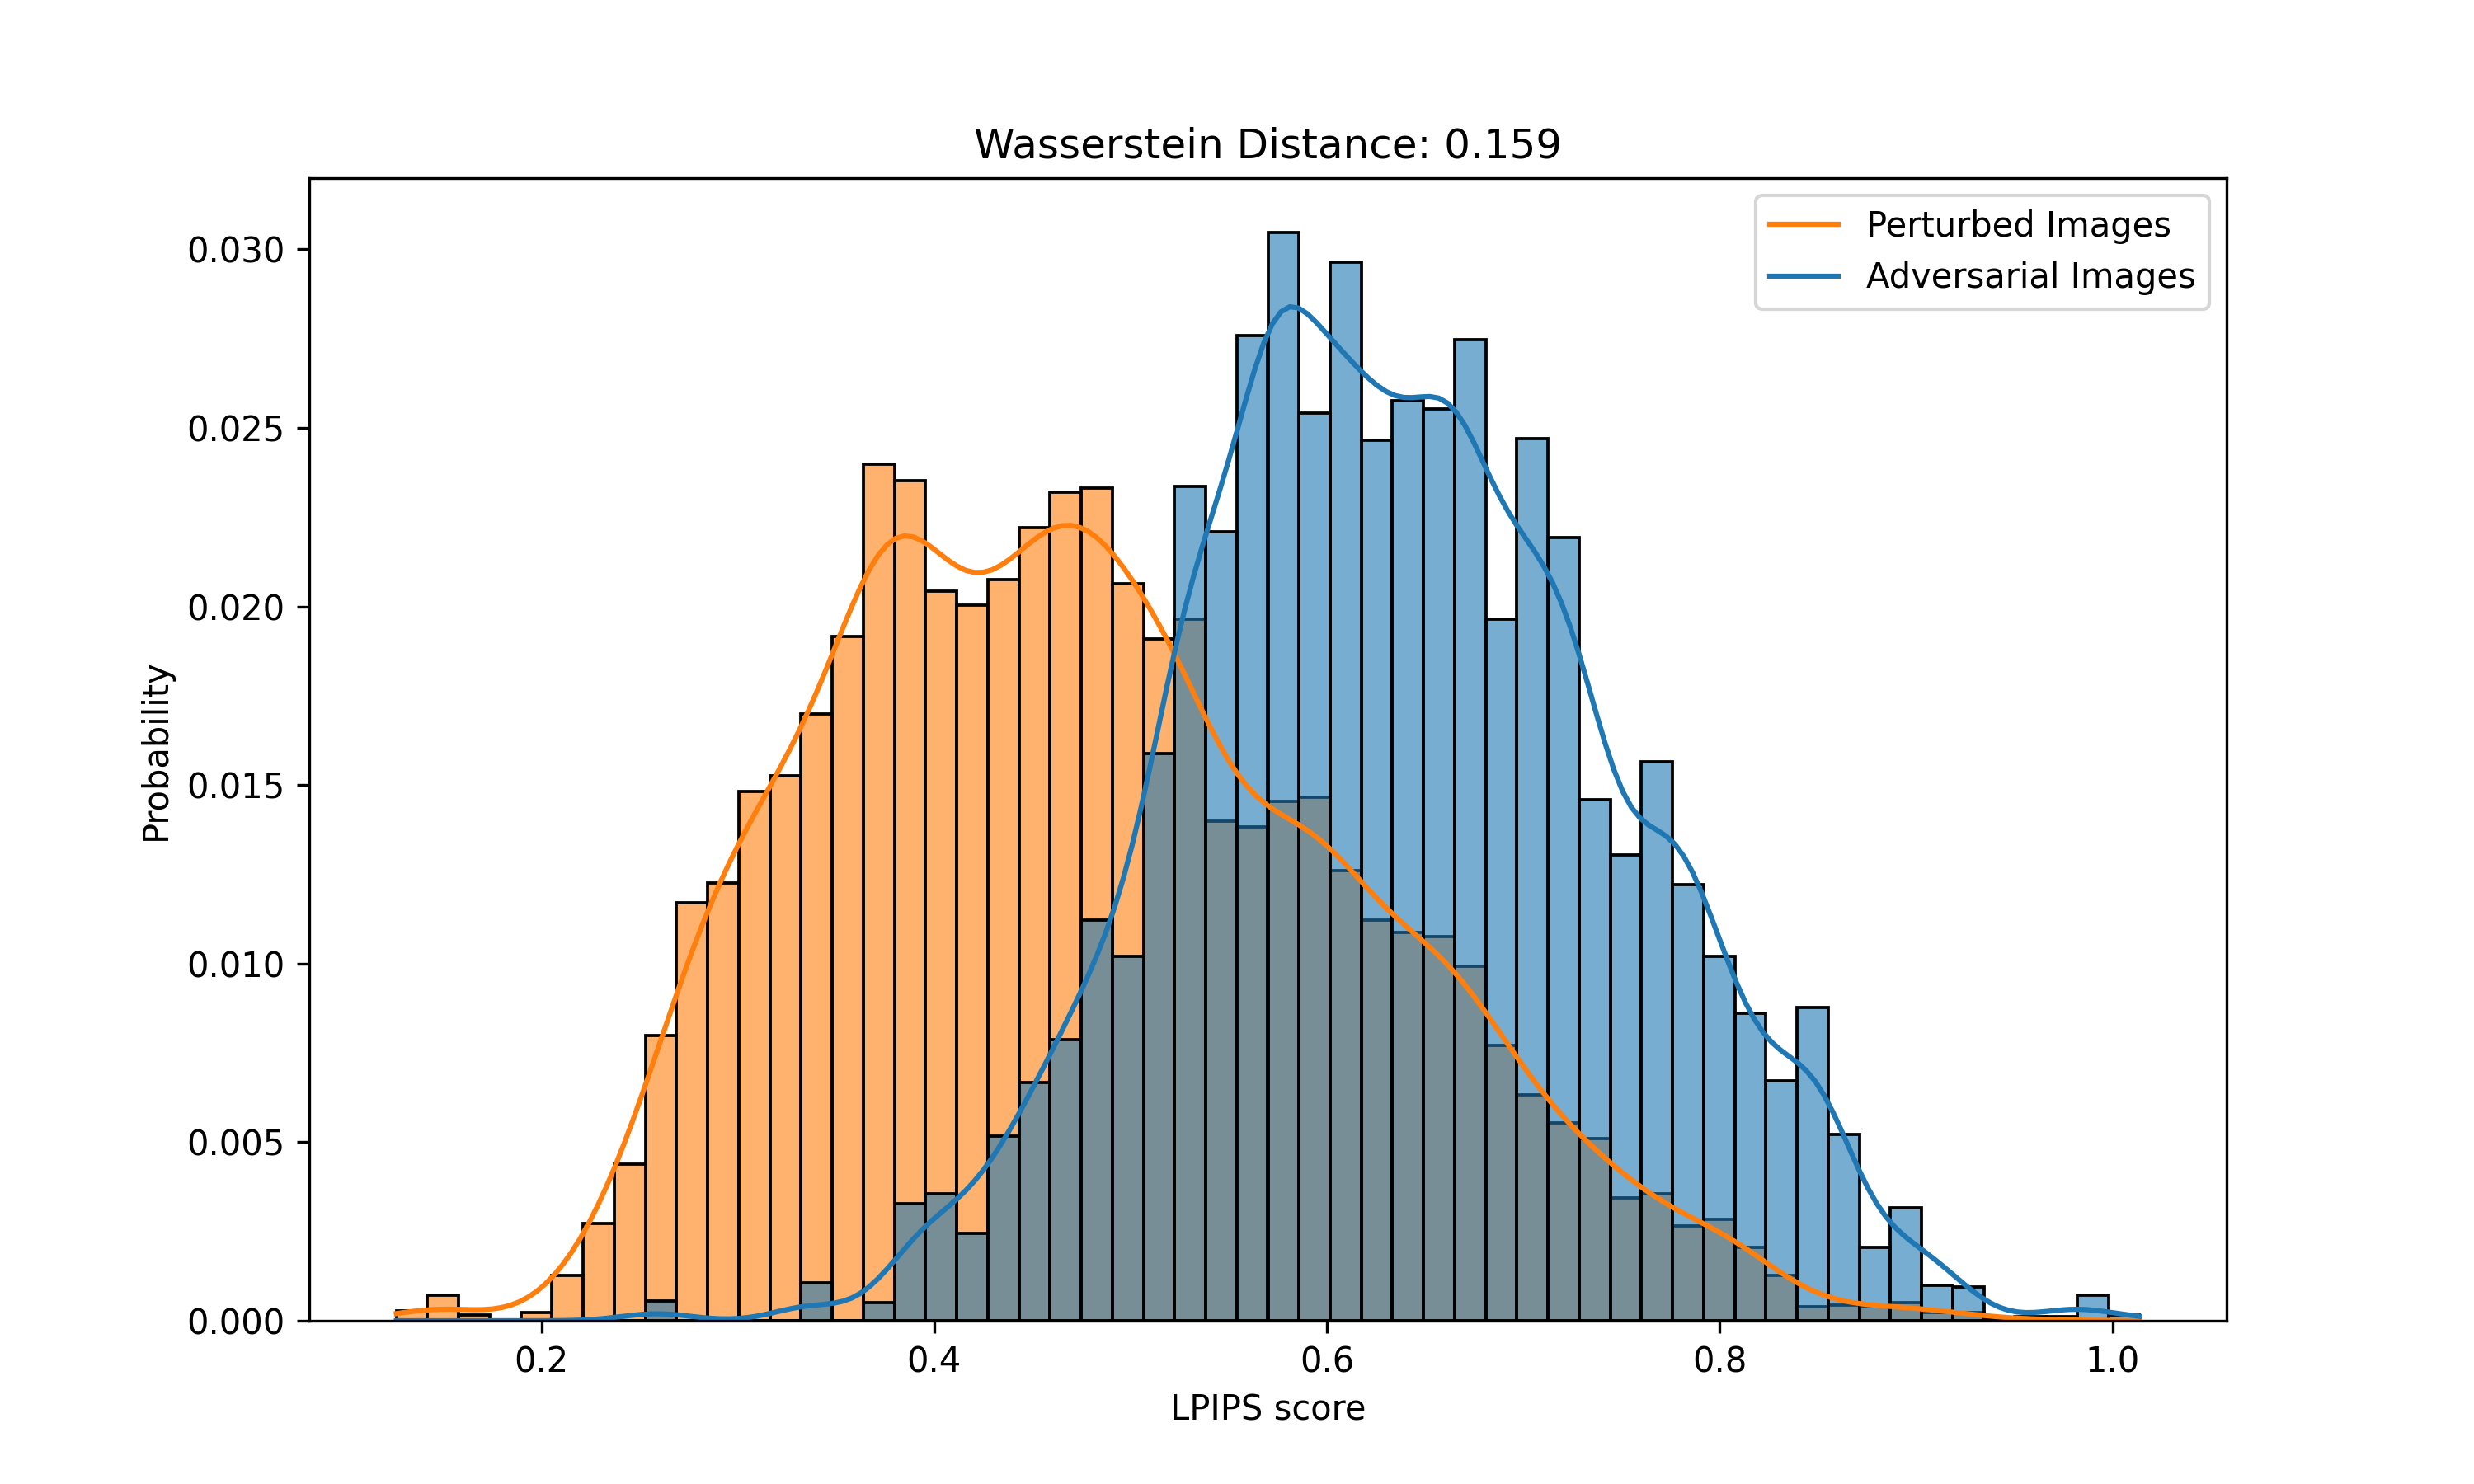 Wasserstein Distance: 0.159
Perturbed Images
Adversarial Images
0.030
0.025
0.020
0.015
0.010
0.005
0.000
Probability
0.2
0.4
0.6
0.8
1.0
LPIPS score